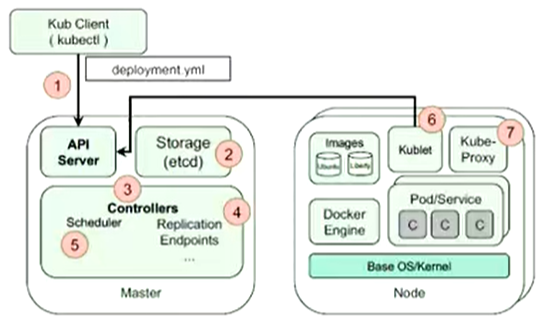 Kub Client
( kubectl )
1
deployment.yml
API
Server
Storage
(etcd)
2
3
Controllers
Scheduler
Replication
Endpoints
...
4
5
Master
Images
Ubuntu
Liberty
Kublet
6
Kube-
Proxy
7
Docker
Engine
Pod/Service
C C C
Base OS/Kernel
Node